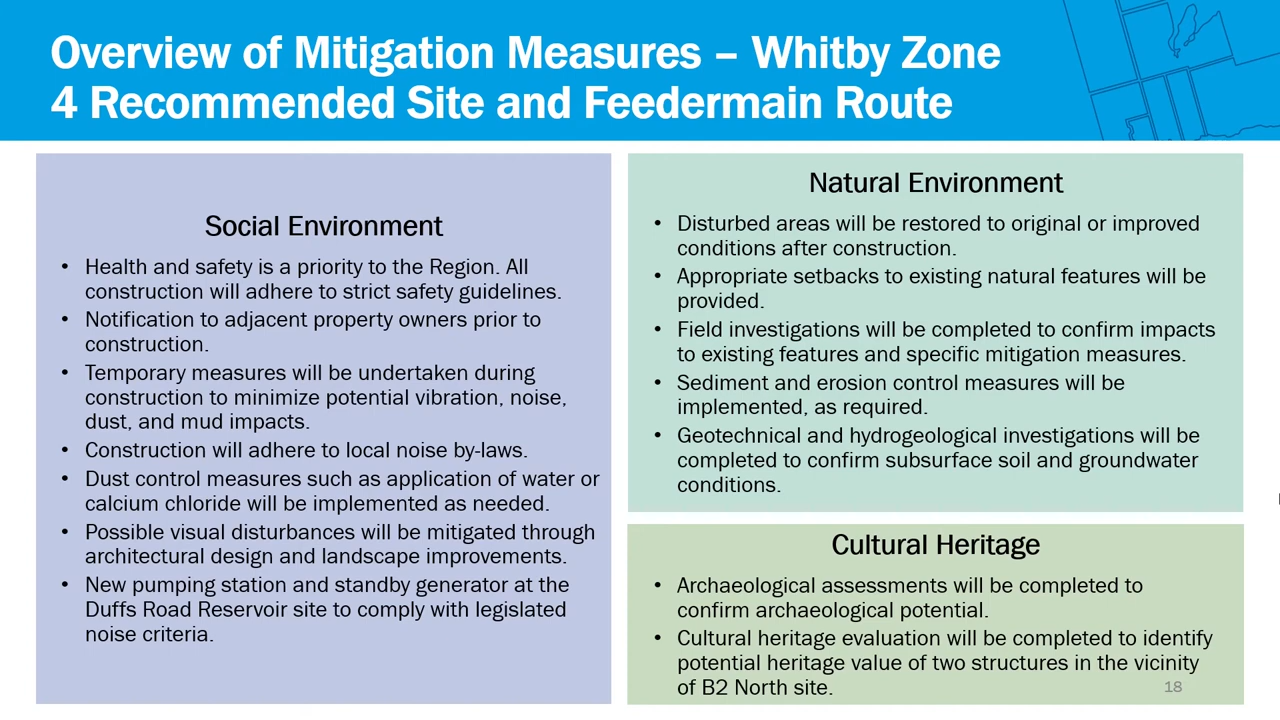 Overview of Mitigation Measures – Whitby Zone
4 Recommended Site and Feedermain Route
Social Environment
• Health and safety is a priority to the Region. All
construction will adhere to strict safety guidelines.
• Notification to adjacent property owners prior to
construction.
• Temporary measures will be undertaken during
construction to minimize potential vibration, noise,
dust, and mud impacts.
• Construction will adhere to local noise by-laws.
• Dust control measures such as application of water or
calcium chloride will be implemented as needed.
• Possible visual disturbances will be mitigated through
architectural design and landscape improvements.
• New pumping station and standby generator at the
Duffs Road Reservoir site to comply with legislated
noise criteria.
Natural Environment
• Disturbed areas will be restored to original or improved
conditions after construction.
• Appropriate setbacks to existing natural features will be
provided.
• Field investigations will be completed to confirm impacts
to existing features and specific mitigation measures.
• Sediment and erosion control measures will be
implemented, as required.
• Geotechnical and hydrogeological investigations will be
completed to confirm subsurface soil and groundwater
conditions.
Cultural Heritage
• Archaeological assessments will be completed to
confirm archaeological potential.
• Cultural heritage evaluation will be completed to identify
potential heritage value of two structures in the vicinity
of B2 North site.
18